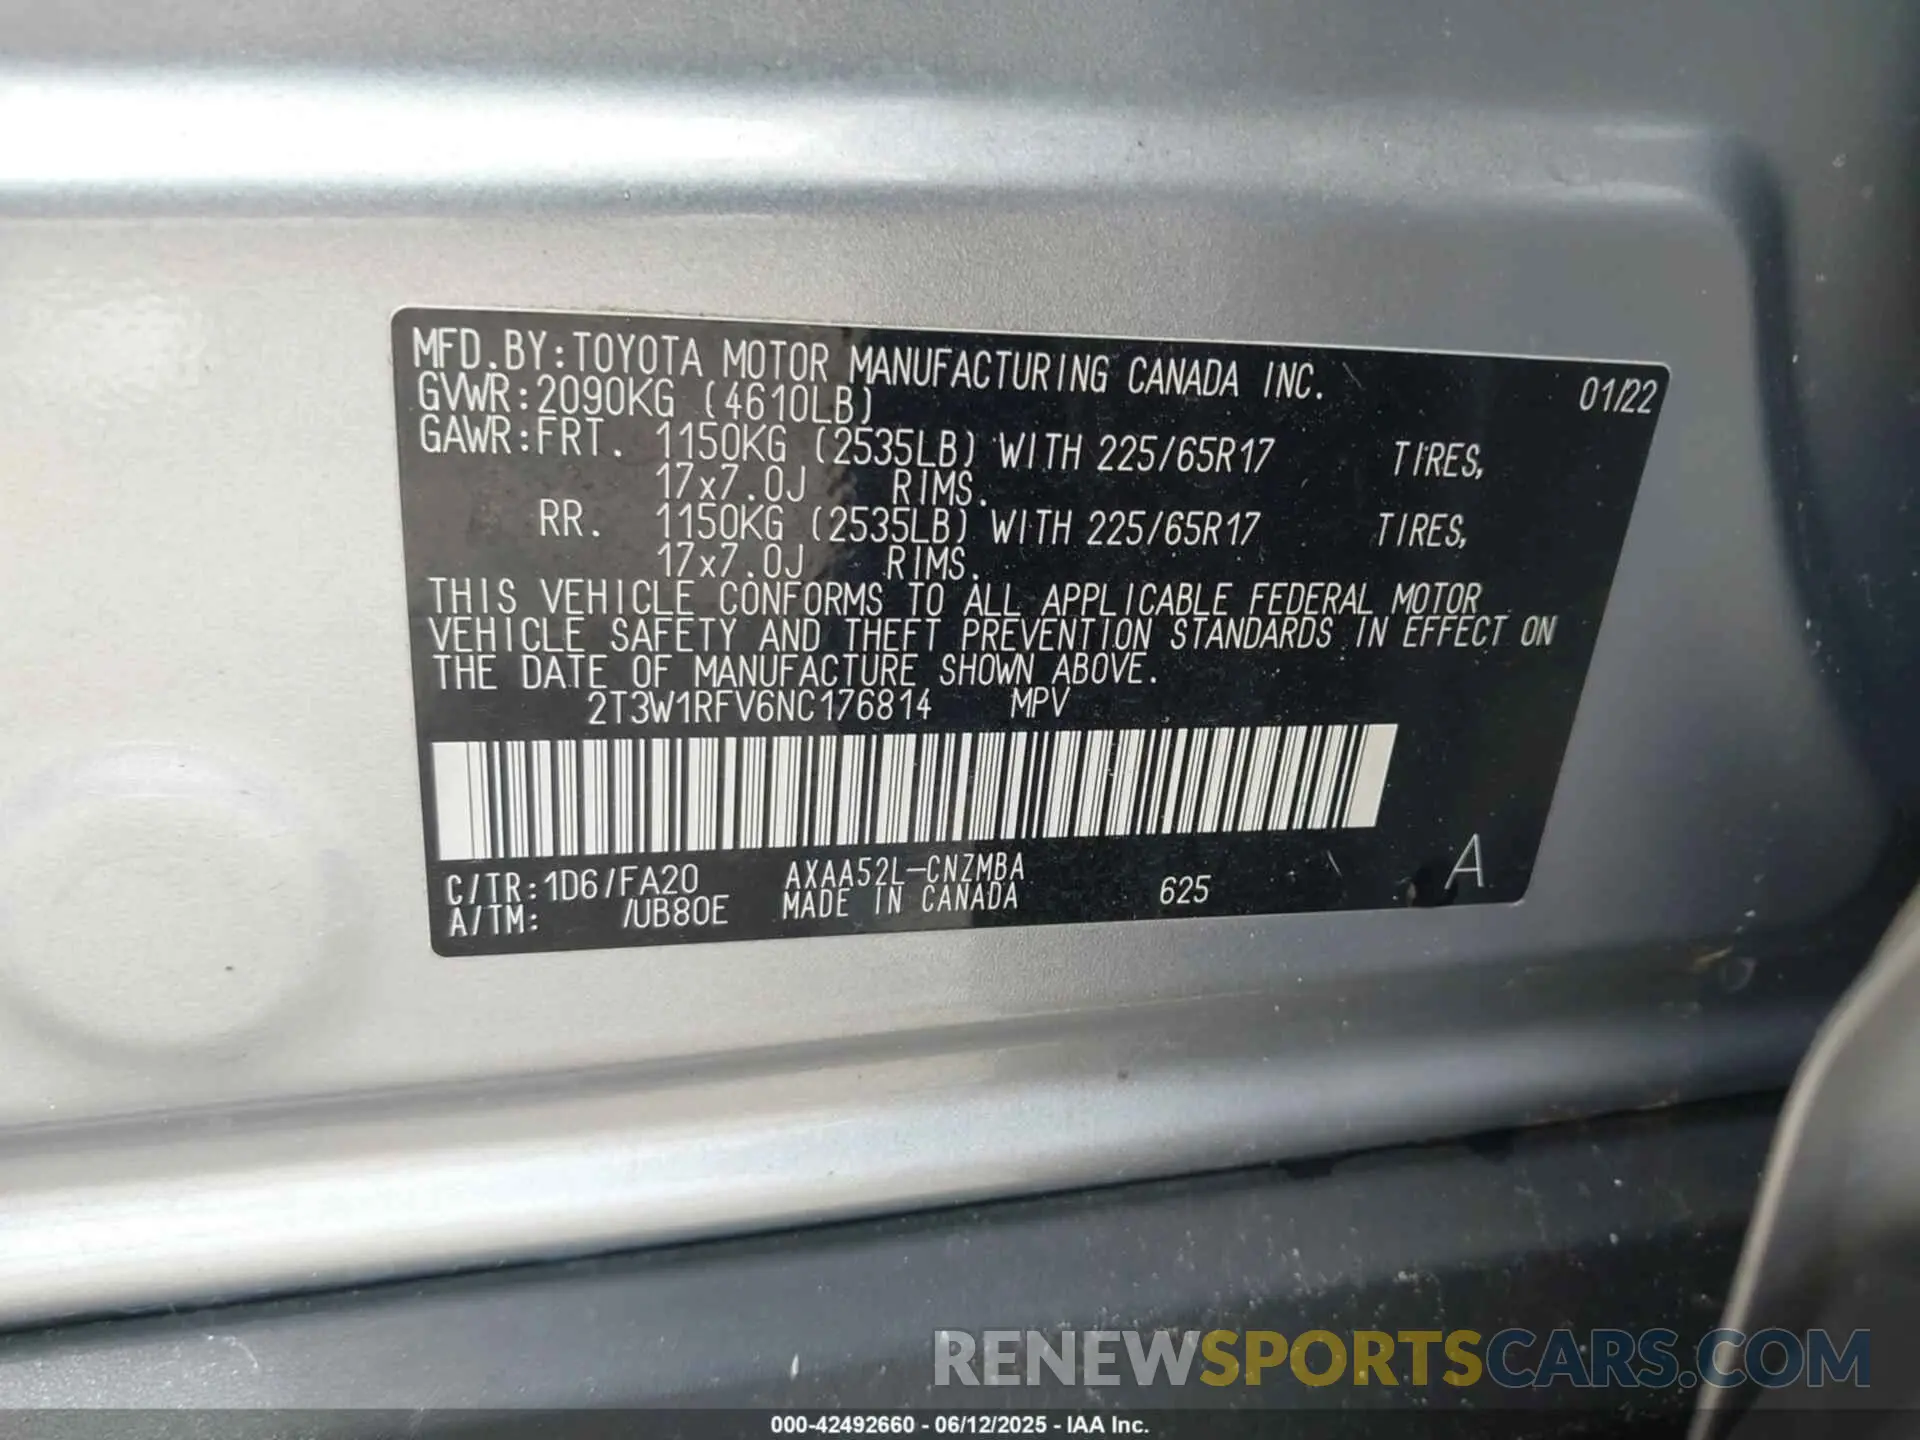 MFD.BY:TOYOTA MOTOR MANUFACTURING CANADA INC. 01/22
GVWR:2090KG (4610LB)
GAWR:FRT. 1150KG (2535LB) WITH 225/65R17 TIRES,
17x7.0J RIMS.
RR. 1150KG (2535LB) WITH 225/65R17 TIRES,
17x7.0J RIMS.
THIS VEHICLE CONFORMS TO ALL APPLICABLE FEDERAL MOTOR
VEHICLE SAFETY AND THEFT PREVENTION STANDARDS IN EFFECT ON
THE DATE OF MANUFACTURE SHOWN ABOVE.
2T3W1RFV6NC176814 MPV
C/TR:1D6/FA20 AXAA52L-CNZMBA 625 A
A/TM: /UB80E MADE IN CANADA
RENEWSPORTSCARS.COM
000-42492660 - 06/12/2025 - IAA Inc.